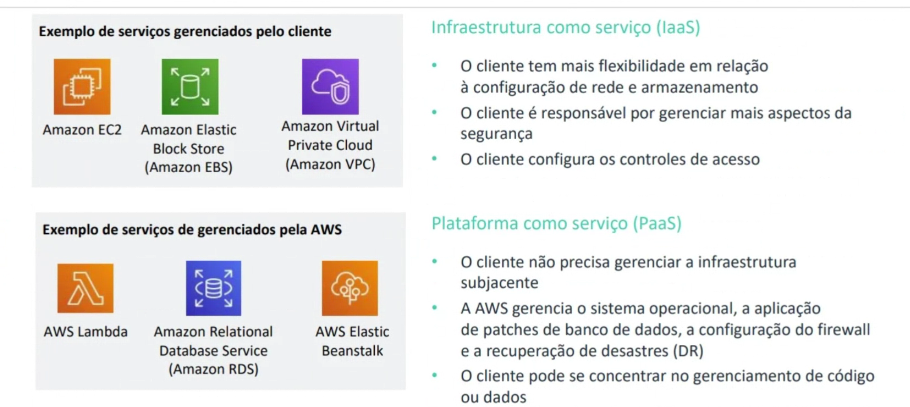 Exemplo de serviços gerenciados pelo cliente
Amazon EC2
Amazon Elastic
Block Store
(Amazon EBS)
Amazon Virtual
Private Cloud
(Amazon VPC)
Infraestrutura como serviço (IaaS)
• O cliente tem mais flexibilidade em relação
à configuração de rede e armazenamento
• O cliente é responsável por gerenciar mais aspectos da
segurança
• O cliente configura os controles de acesso
Exemplo de serviços de gerenciados pela AWS
AWS Lambda
Amazon Relational
Database Service
(Amazon RDS)
AWS Elastic
Beanstalk
Plataforma como serviço (PaaS)
• O cliente não precisa gerenciar a infraestrutura
subjacente
• A AWS gerencia o sistema operacional, a aplicação
de patches de banco de dados, a configuração do firewall
e a recuperação de desastres (DR)
• O cliente pode se concentrar no gerenciamento de código
ou dados